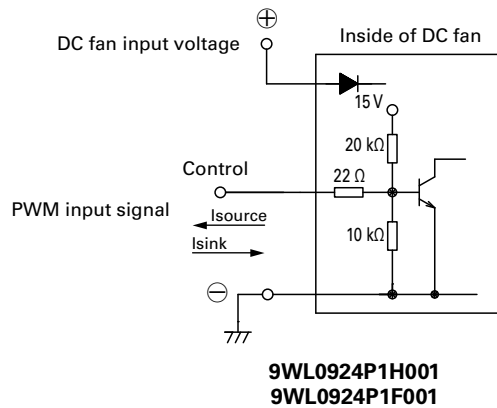 ⊕
DC fan input voltage
Inside of DC fan
15 V
20 kΩ
Control
22 Ω
PWM input signal
Isource
10 kΩ
Isink
⊖
9WL0924P1H001
9WL0924P1F001